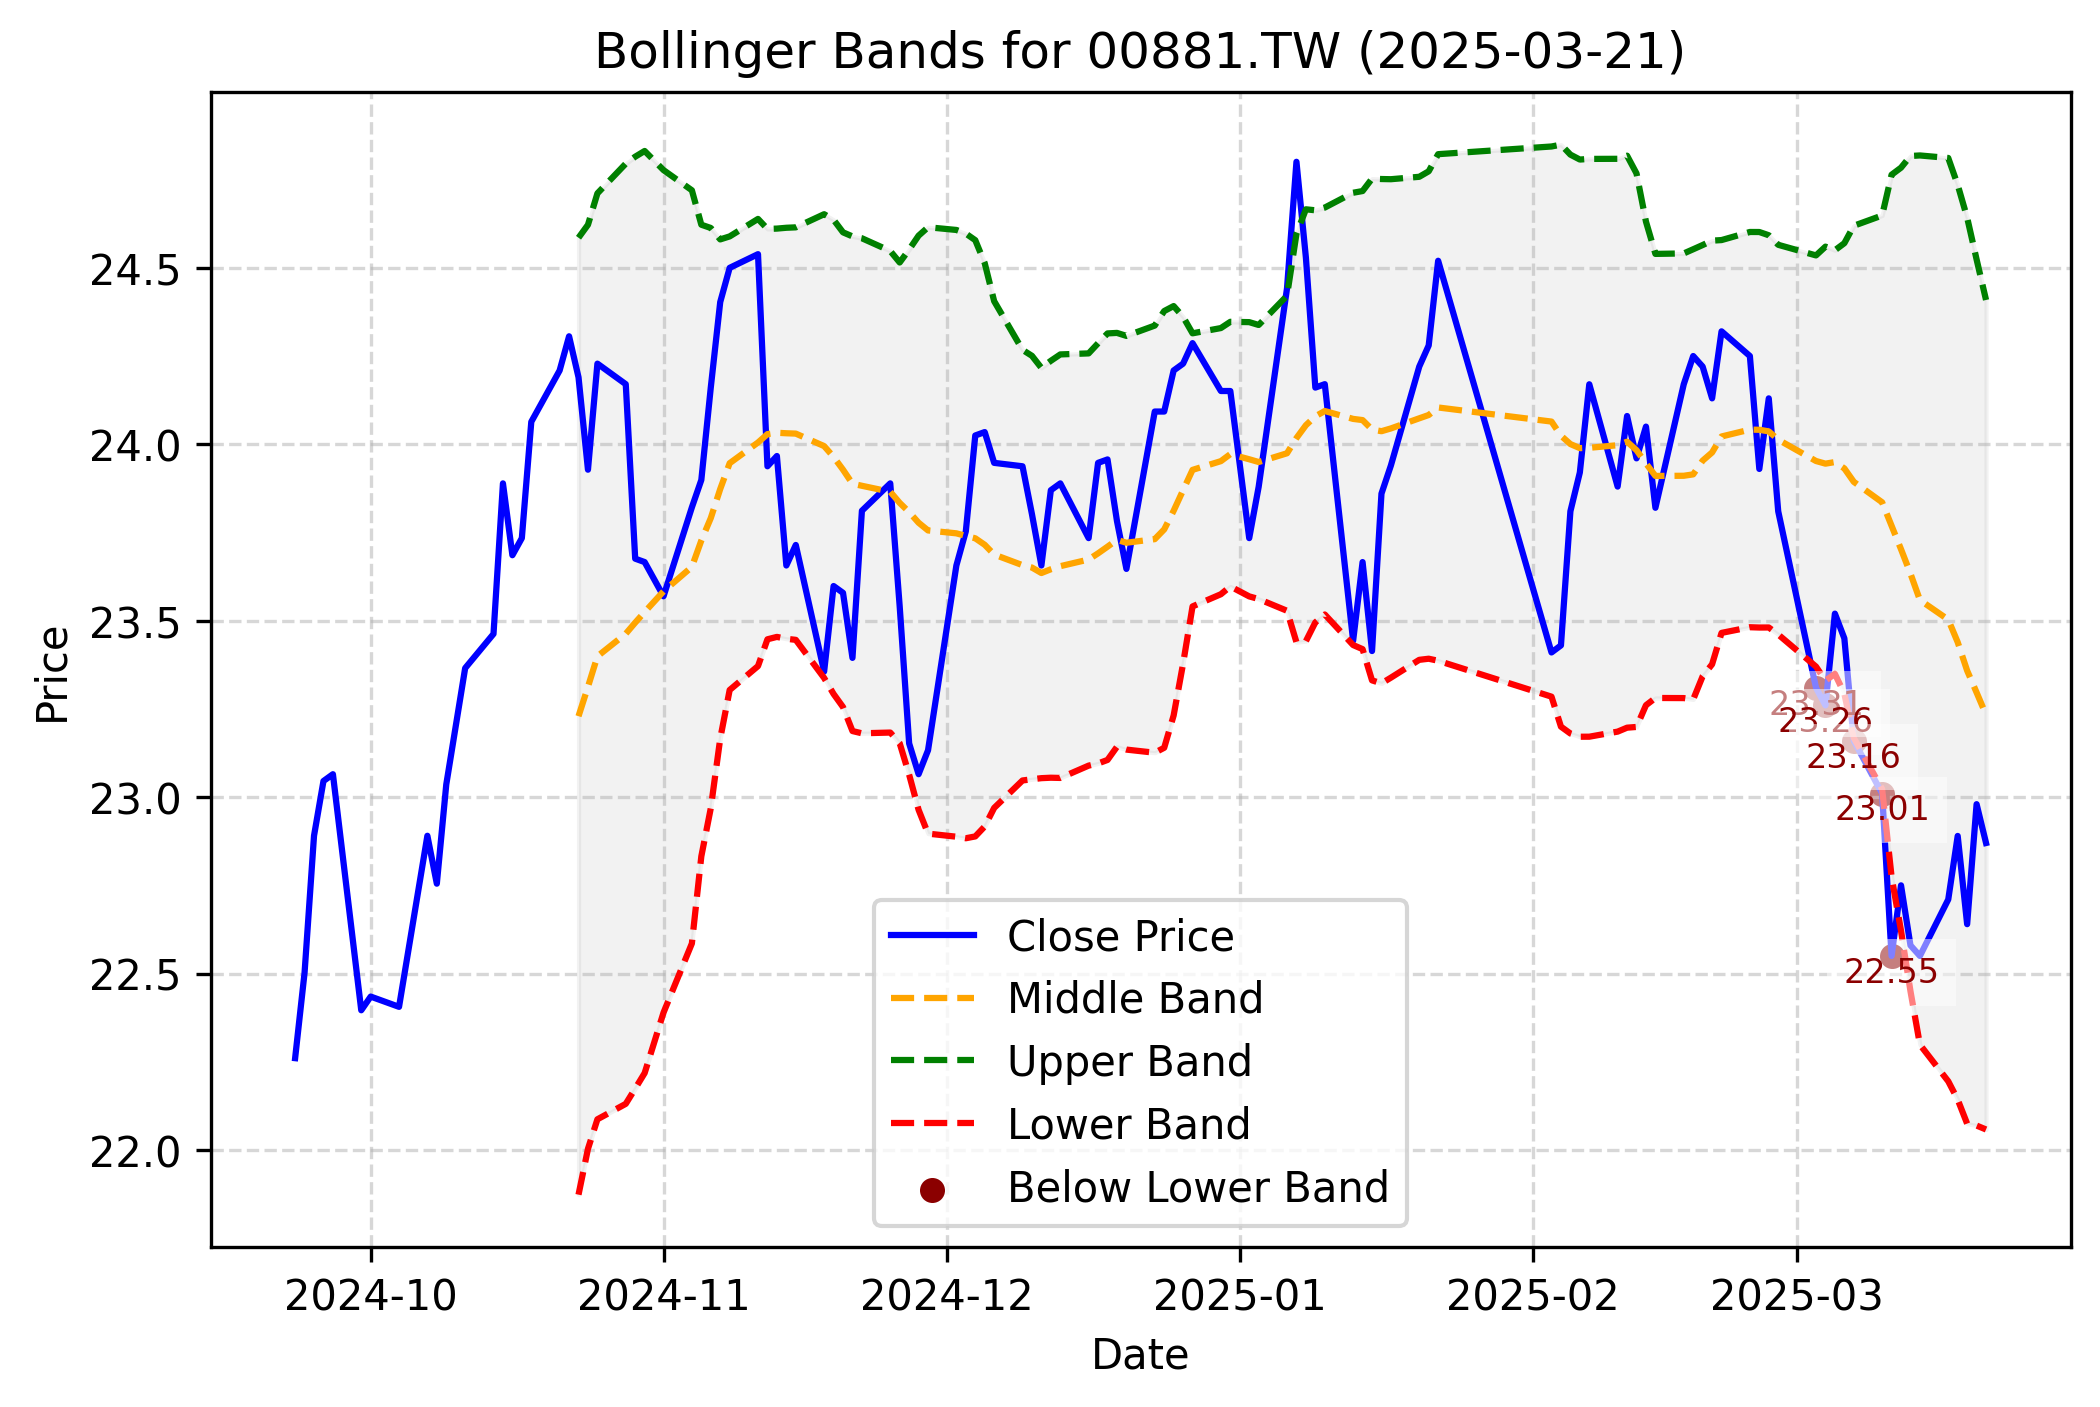 Bollinger Bands for 00881.TW (2025-03-21)
Price
24.5
24.0
23.5
23.0
22.5
22.0
23.31
23.26
23.16
23.01
22.55
Close Price
Middle Band
Upper Band
Lower Band
Below Lower Band
2024-10 2024-11 2024-12 2025-01 2025-02 2025-03
Date